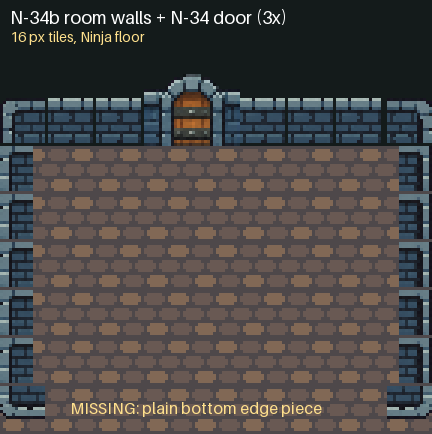 N-34b room walls + N-34 door (3x)
16 px tiles, Ninja floor
MISSING: plain bottom edge piece